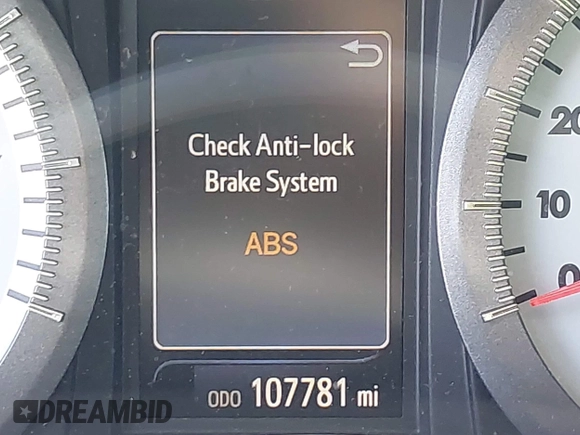 Check Anti-lock
Brake System
ABS
20
10
0
ODO 107781 mi
DREAMBID